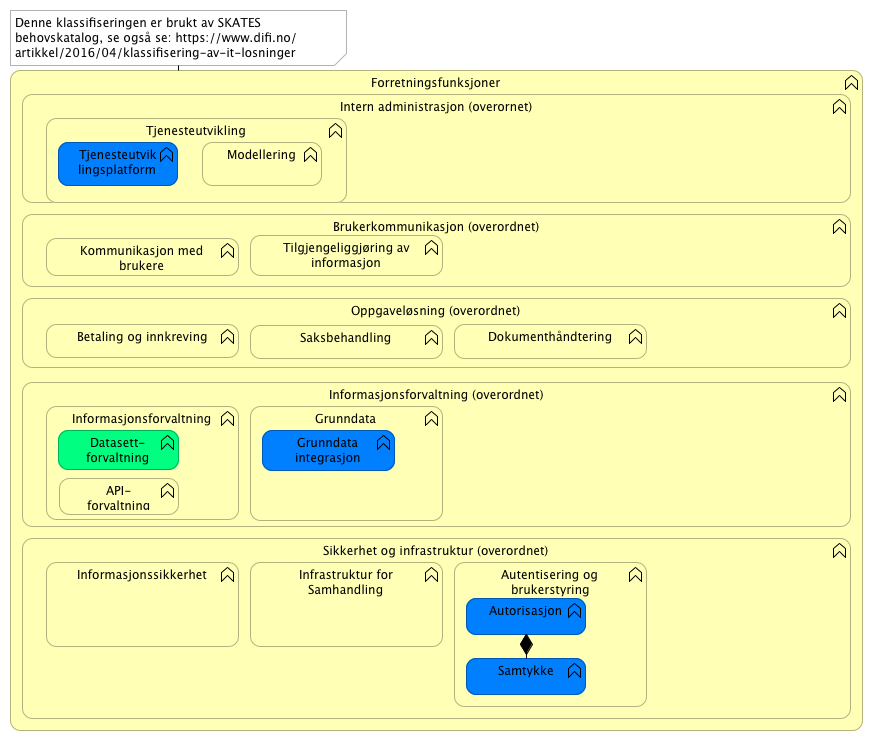 Denne klassifiseringen er brukt av SKATES
behovskatalog, se også se: https://www.difi.no/
artikkel/2016/04/klassifisering-av-it-losninger
Forretningsfunksjoner
Intern administrasjon (overornet)
Tjenesteutvikling
Tjenesteutvik
lingsplatform
Modellering
Brukerkommunikasjon (overordnet)
Kommunikasjon med
brukere
Tilgjengeliggjøring av
informasjon
Oppgaveløsning (overordnet)
Betaling og innkreving
Saksbehandling
Dokumenthåndtering
Informasjonsforvaltning (overordnet)
Informasjonsforvaltning
Datasett-
forvaltning
API-
forvaltning
Grunndata
Grunndata
integrasjon
Sikkerhet og infrastruktur (overordnet)
Informasjonssikkerhet
Infrastruktur for
Samhandling
Autentisering og
brukerstyring
Autorisasjon
Samtykke